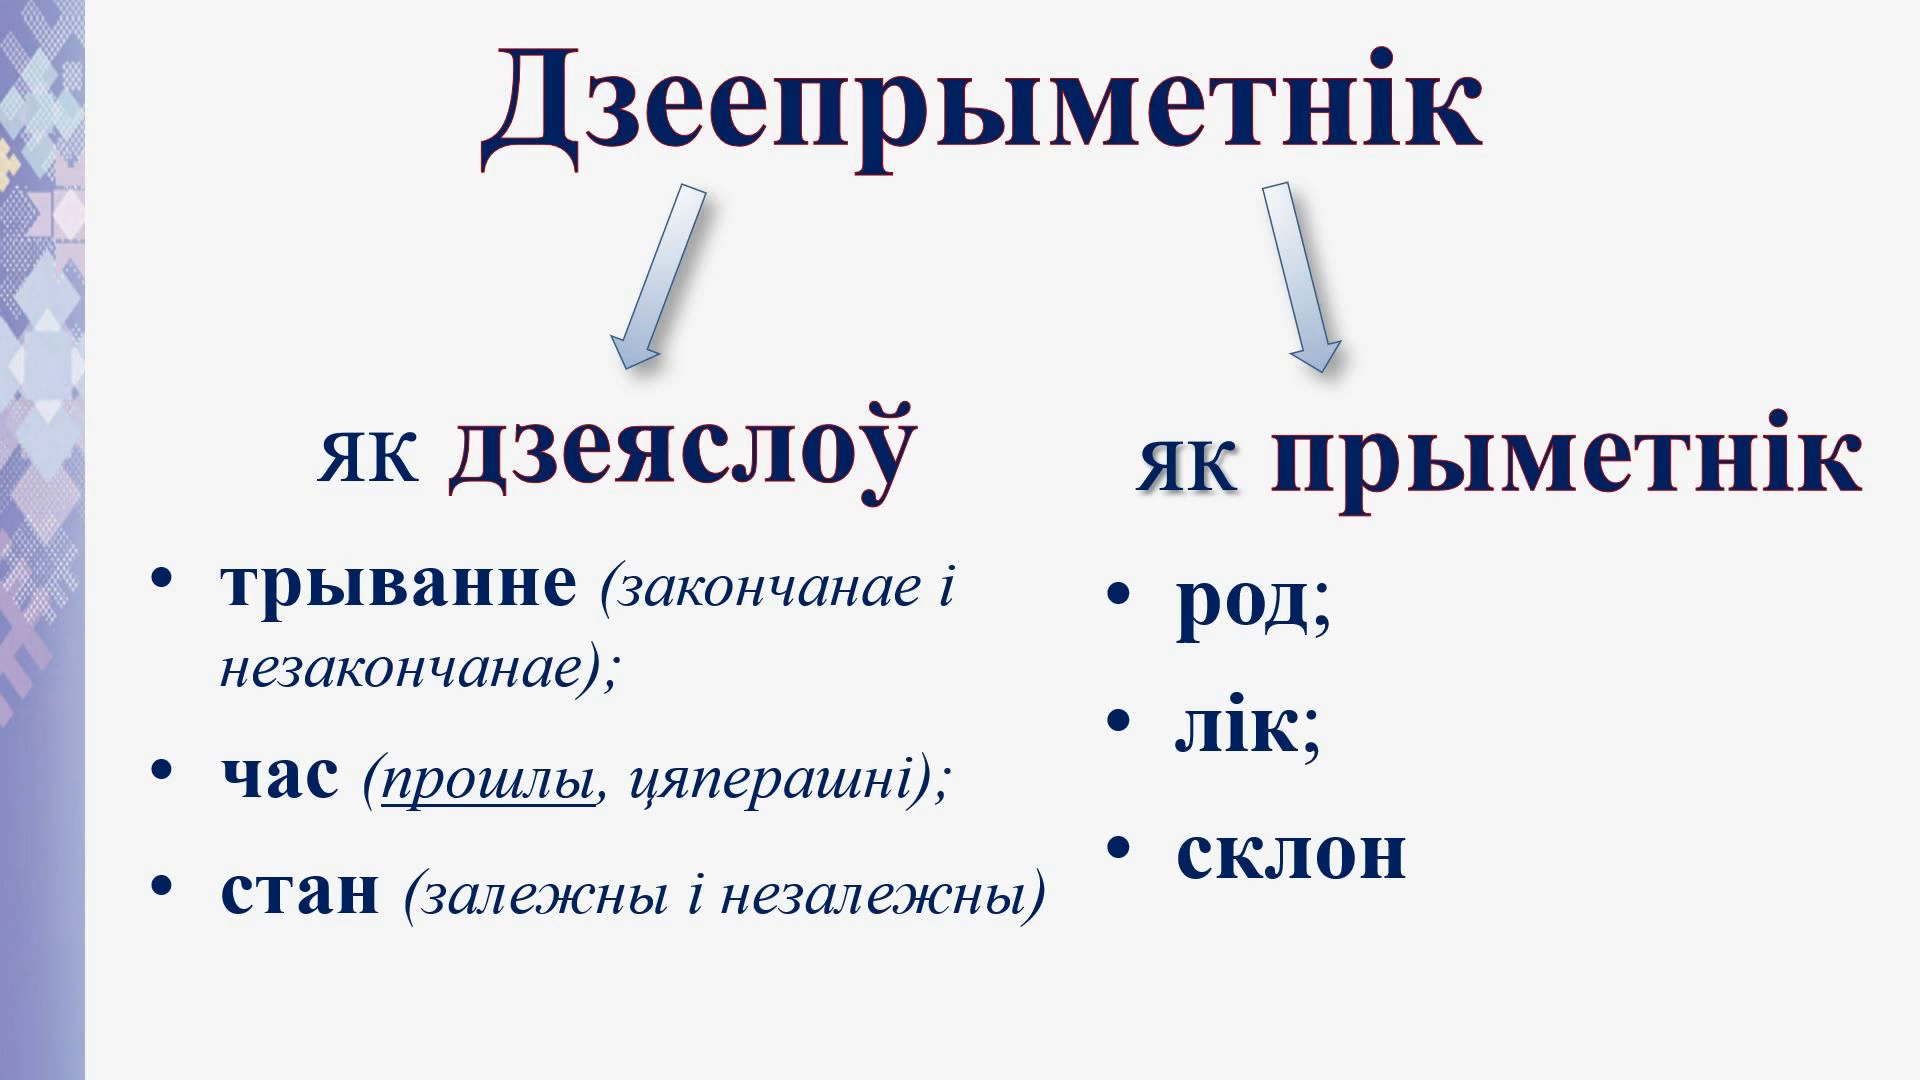 Дзеепрыметнік
як дзеяслоў
• трыванне (закончанае і
незакончанае);
• час (прошлы, цяперашні);
• стан (залежны і незалежны)
як прыметнік
• род;
• лік;
• склон